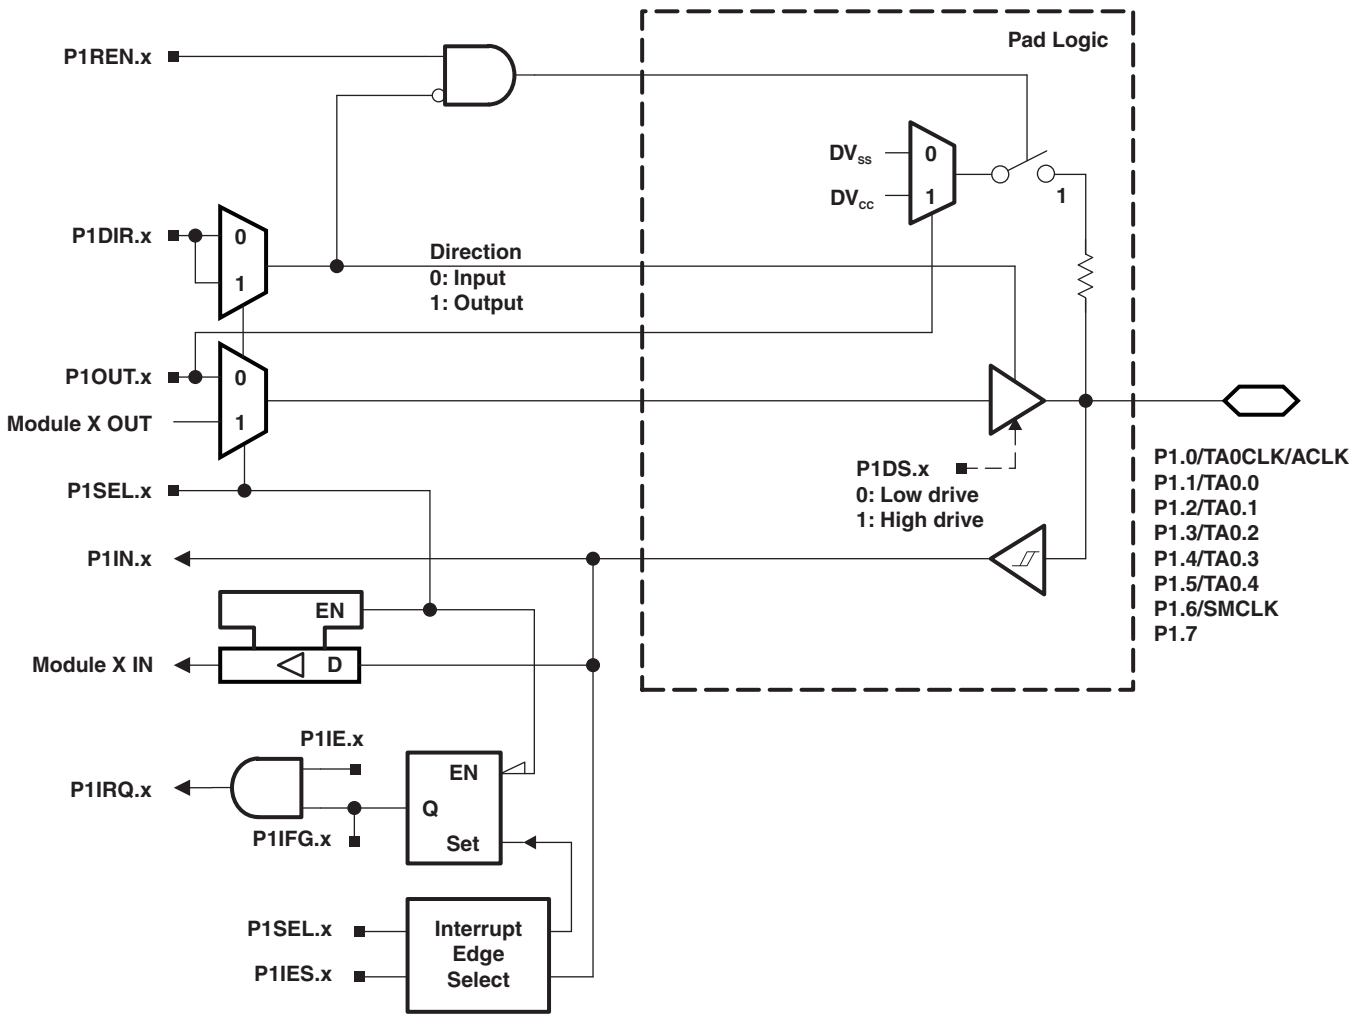 Pad Logic
P1REN.x
DVSS
0
DVCC
1
1
P1DIR.x
0
1
Direction
0: Input
1: Output
P1OUT.x
0
Module X OUT
1
P1SEL.x
P1DS.x
0: Low drive
1: High drive
P1.0/TA0CLK/ACLK
P1.1/TA0.0
P1.2/TA0.1
P1.3/TA0.2
P1.4/TA0.3
P1.5/TA0.4
P1.6/SMCLK
P1.7
P1IN.x
EN
Module X IN
D
P1IE.x
P1IRQ.x
EN
Q
P1IFG.x
Set
P1SEL.x
P1IES.x
Interrupt
Edge
Select